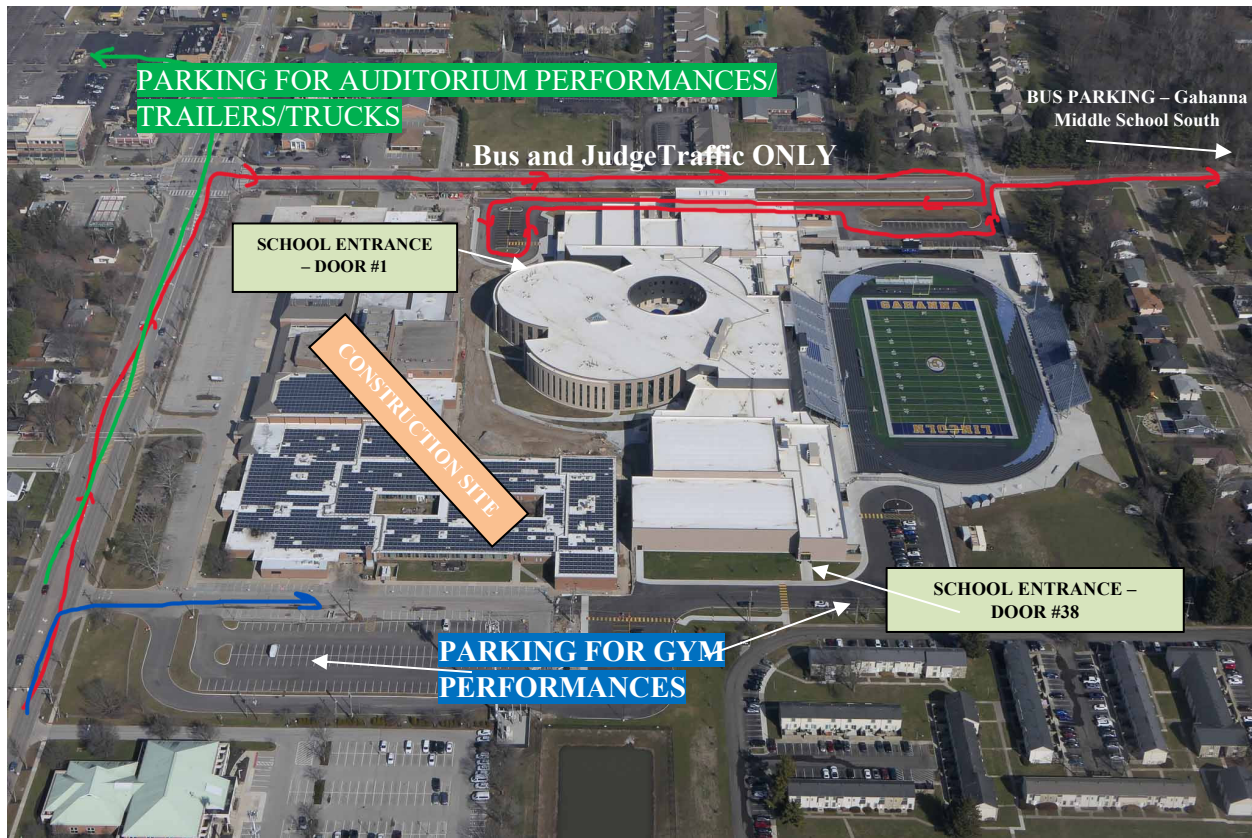 PARKING FOR AUDITORIUM PERFORMANCES/
TRAILERS/TRUCKS
BUS PARKING – Gahanna
Middle School South
Bus and JudgeTraffic ONLY
SCHOOL ENTRANCE
– DOOR #1
GAHANNA
LINCOLN
CONSTRUCTION SITE
SCHOOL ENTRANCE –
DOOR #38
PARKING FOR GYM
PERFORMANCES